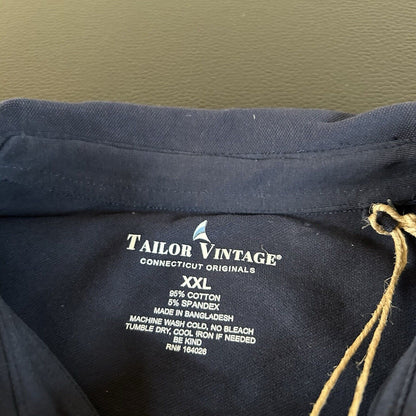 TAILOR VINTAGE®
CONNECTICUT ORIGINALS
XXL
95% COTTON
5% SPANDEX
MADE IN BANGLADESH
MACHINE WASH COLD, NO BLEACH
TUMBLE DRY, COOL IRON IF NEEDED
BE KIND
RN# 164026